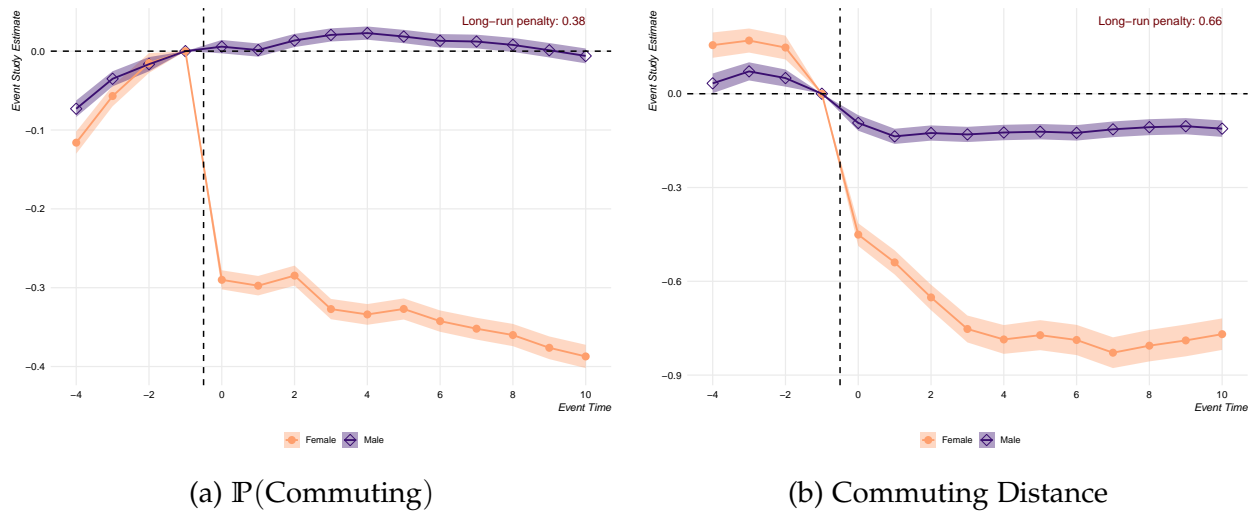 Long−run penalty: 0.38
Event Study Estimate
0.0
−0.1
−0.2
−0.3
−0.4
−4 −2 0 2 4 6 8 10
Event Time
Female Male
(a) ℙ(Commuting)
Long−run penalty: 0.66
Event Study Estimate
0.0
−0.3
−0.6
−0.9
−4 −2 0 2 4 6 8 10
Event Time
Female Male
(b) Commuting Distance